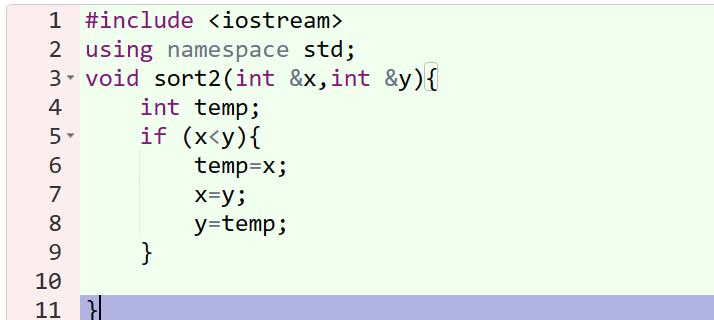 1 #include <iostream>
2 using namespace std;
3 void sort2(int &x,int &y){
4     int temp;
5     if (x<y){
6         temp=x;
7         x=y;
8         y=temp;
9     }
10
11 }